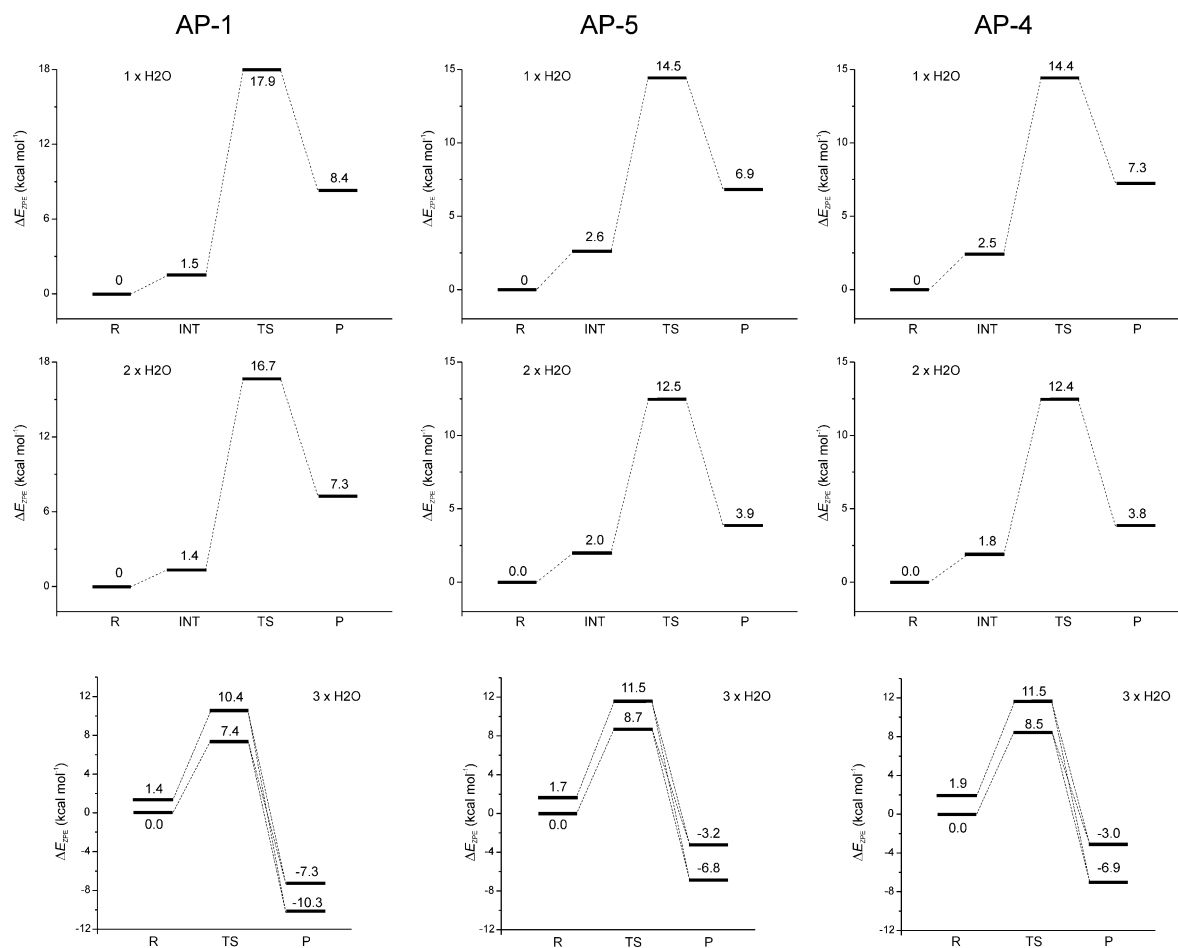 AP-1
AP-5
AP-4
1 x H2O
ΔE_ZPE (kcal mol⁻¹)
18
12
6
0
0
1.5
17.9
8.4
R INT TS P
1 x H2O
ΔE_ZPE (kcal mol⁻¹)
15
10
5
0
0
2.6
14.5
6.9
R INT TS P
1 x H2O
ΔE_ZPE (kcal mol⁻¹)
15
10
5
0
0
2.5
14.4
7.3
R INT TS P
2 x H2O
ΔE_ZPE (kcal mol⁻¹)
18
12
6
0
0
1.4
16.7
7.3
R INT TS P
2 x H2O
ΔE_ZPE (kcal mol⁻¹)
15
10
5
0
0.0
2.0
12.5
3.9
R INT TS P
2 x H2O
ΔE_ZPE (kcal mol⁻¹)
15
10
5
0
0.0
1.8
12.4
3.8
R INT TS P
3 x H2O
ΔE_ZPE (kcal mol⁻¹)
12
8
4
0
-4
-8
-12
1.4
0.0
10.4
7.4
-7.3
-10.3
R TS P
3 x H2O
ΔE_ZPE (kcal mol⁻¹)
12
8
4
0
-4
-8
-12
1.7
0.0
11.5
8.7
-3.2
-6.8
R TS P
3 x H2O
ΔE_ZPE (kcal mol⁻¹)
12
8
4
0
-4
-8
-12
1.9
0.0
11.5
8.5
-3.0
-6.9
R TS P